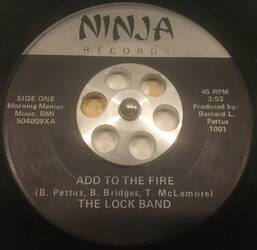 NINJA
RECORDS
SIDE ONE
Morning Maniac
Music, BMI
504009XA
45 RPM
3:53
Produced by:
Bernard L.
Pettus
1001
ADD TO THE FIRE
(B. Pettus, B. Bridges, T. McLemore)
THE LOCK BAND